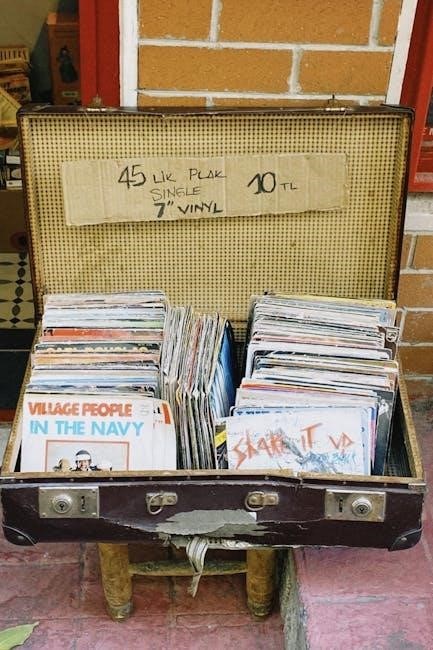 45 LİK PLAK 10 TL
SINGLE
7" VINYL
VILLAGE PEOPLE
IN THE NAVY
SHAKE IT UP